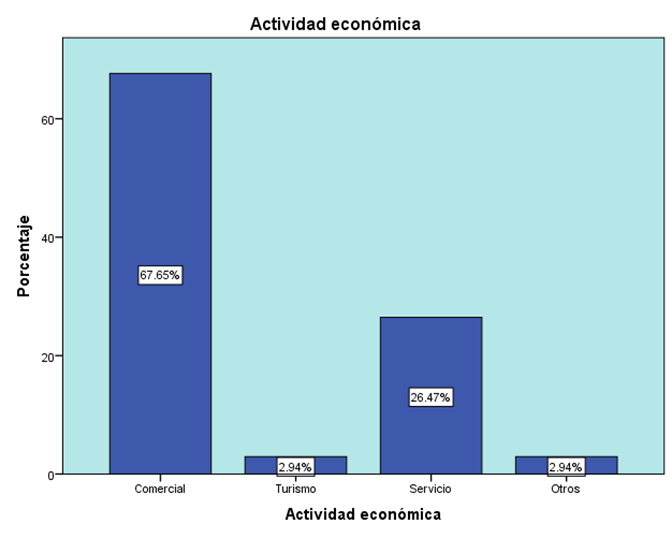 Actividad económica
Porcentaje
60
40
20
0
67.65%
2.94%
26.47%
2.94%
Comercial
Turismo
Servicio
Otros
Actividad económica